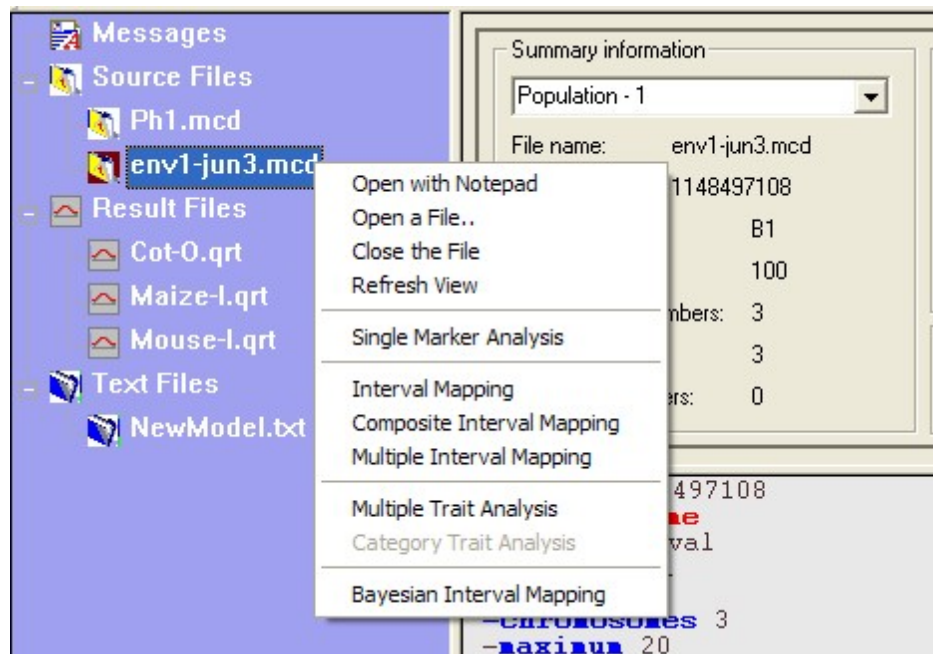 Messages
Source Files
Ph1.mcd
env1-jun3.mcd
Result Files
Cot-O.qrt
Maize-I.qrt
Mouse-I.qrt
Text Files
NewModel.txt
Open with Notepad
Open a File..
Close the File
Refresh View
Single Marker Analysis
Interval Mapping
Composite Interval Mapping
Multiple Interval Mapping
Multiple Trait Analysis
Category Trait Analysis
Bayesian Interval Mapping
Summary information
Population - 1
File name: env1-jun3.mcd
1148497108
B1
100
3
3
0
497108
-Chromosomes 3
-maximum 20